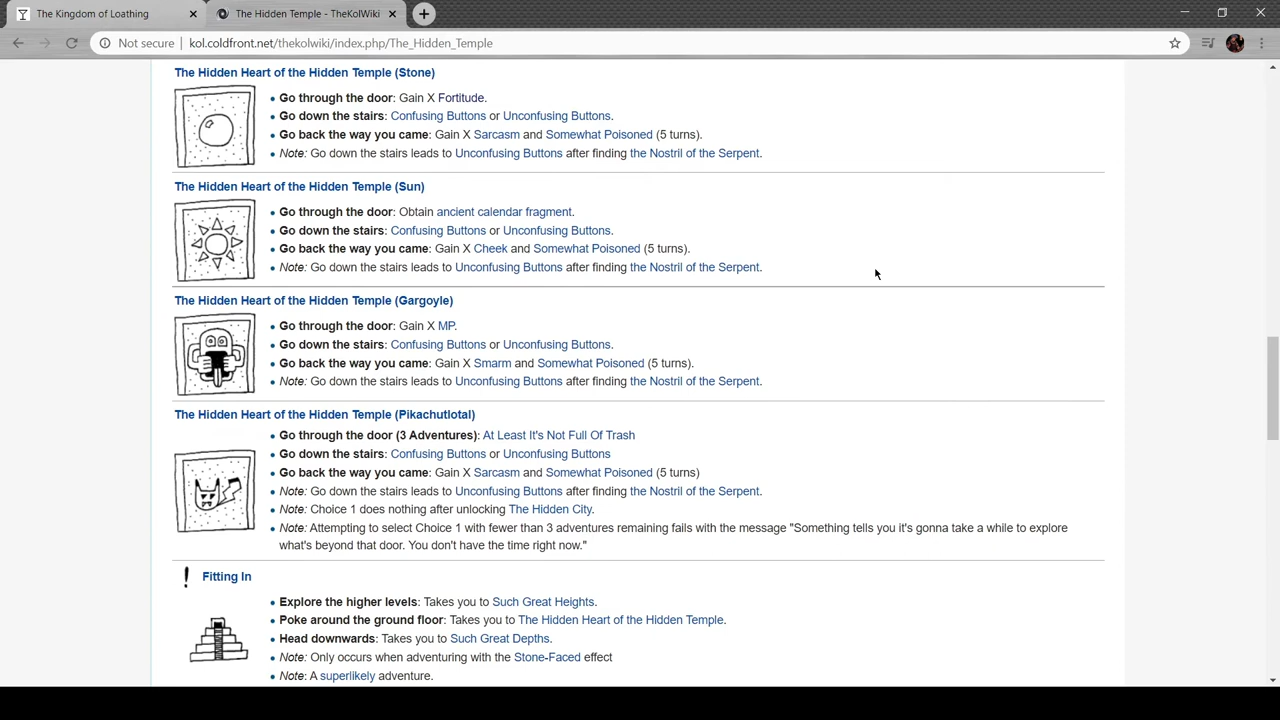 The Kingdom of Loathing
The Hidden Temple - TheKolWiki
Not secure
kol.coldfront.net/thekolwiki/index.php/The_Hidden_Temple
The Hidden Heart of the Hidden Temple (Stone)
Go through the door: Gain X Fortitude.
Go down the stairs: Confusing Buttons or Unconfusing Buttons.
Go back the way you came: Gain X Sarcasm and Somewhat Poisoned (5 turns).
Note: Go down the stairs leads to Unconfusing Buttons after finding the Nostril of the Serpent.
The Hidden Heart of the Hidden Temple (Sun)
Go through the door: Obtain ancient calendar fragment.
Go down the stairs: Confusing Buttons or Unconfusing Buttons.
Go back the way you came: Gain X Cheek and Somewhat Poisoned (5 turns).
Note: Go down the stairs leads to Unconfusing Buttons after finding the Nostril of the Serpent.
The Hidden Heart of the Hidden Temple (Gargoyle)
Go through the door: Gain X MP.
Go down the stairs: Confusing Buttons or Unconfusing Buttons.
Go back the way you came: Gain X Smarm and Somewhat Poisoned (5 turns).
Note: Go down the stairs leads to Unconfusing Buttons after finding the Nostril of the Serpent.
The Hidden Heart of the Hidden Temple (Pikachutlotal)
Go through the door (3 Adventures): At Least It's Not Full Of Trash
Go down the stairs: Confusing Buttons or Unconfusing Buttons
Go back the way you came: Gain X Sarcasm and Somewhat Poisoned (5 turns)
Note: Go down the stairs leads to Unconfusing Buttons after finding the Nostril of the Serpent.
Note: Choice 1 does nothing after unlocking The Hidden City.
Note: Attempting to select Choice 1 with fewer than 3 adventures remaining fails with the message "Something tells you it's gonna take a while to explore
what's beyond that door. You don't have the time right now."
Fitting In
Explore the higher levels: Takes you to Such Great Heights.
Poke around the ground floor: Takes you to The Hidden Heart of the Hidden Temple.
Head downwards: Takes you to Such Great Depths.
Note: Only occurs when adventuring with the Stone-Faced effect
Note: A superlikely adventure.